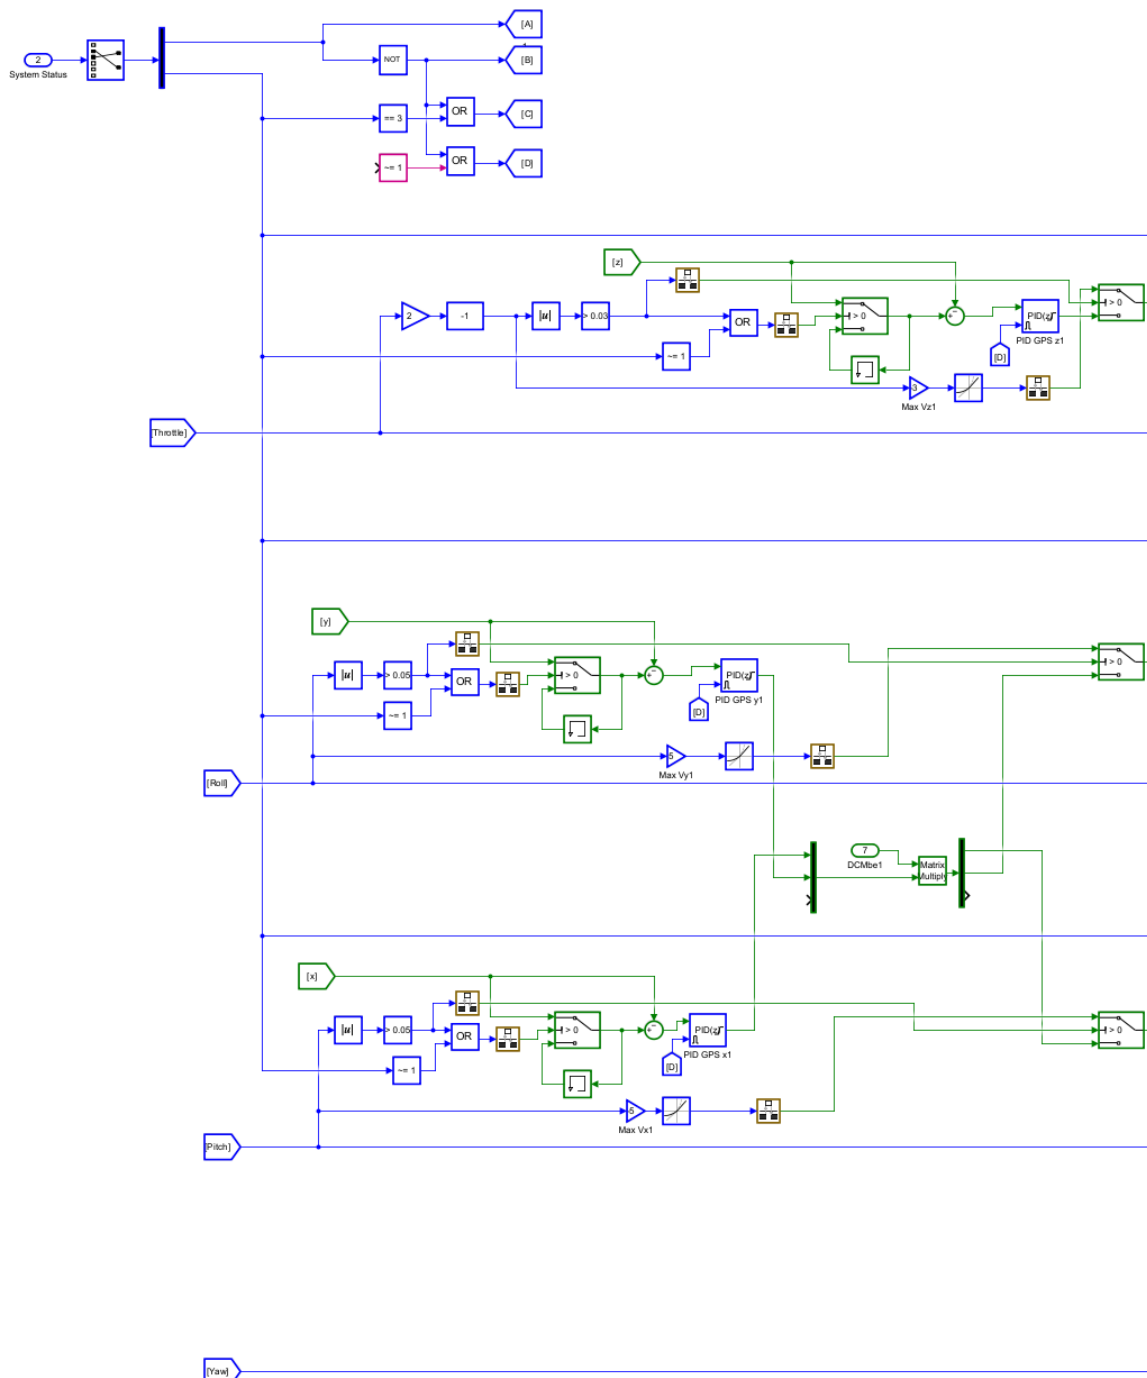 [A]
2
System Status
NOT
[B]
== 3
OR
[C]
~= 1
OR
[D]
[z]
2
-1
|u|
> 0.03
OR
> 0
PID(z)
PID GPS z1
> 0
~= 1
[D]
-3
Max Vz1
[Throttle]
[y]
|u|
> 0.05
OR
> 0
PID(z)
PID GPS y1
> 0
~= 1
[D]
5
Max Vy1
[Roll]
7
DCMbe1
Matrix
Multiply
[x]
|u|
> 0.05
OR
> 0
PID(z)
PID GPS x1
> 0
~= 1
[D]
-5
Max Vx1
[Pitch]
[Yaw]